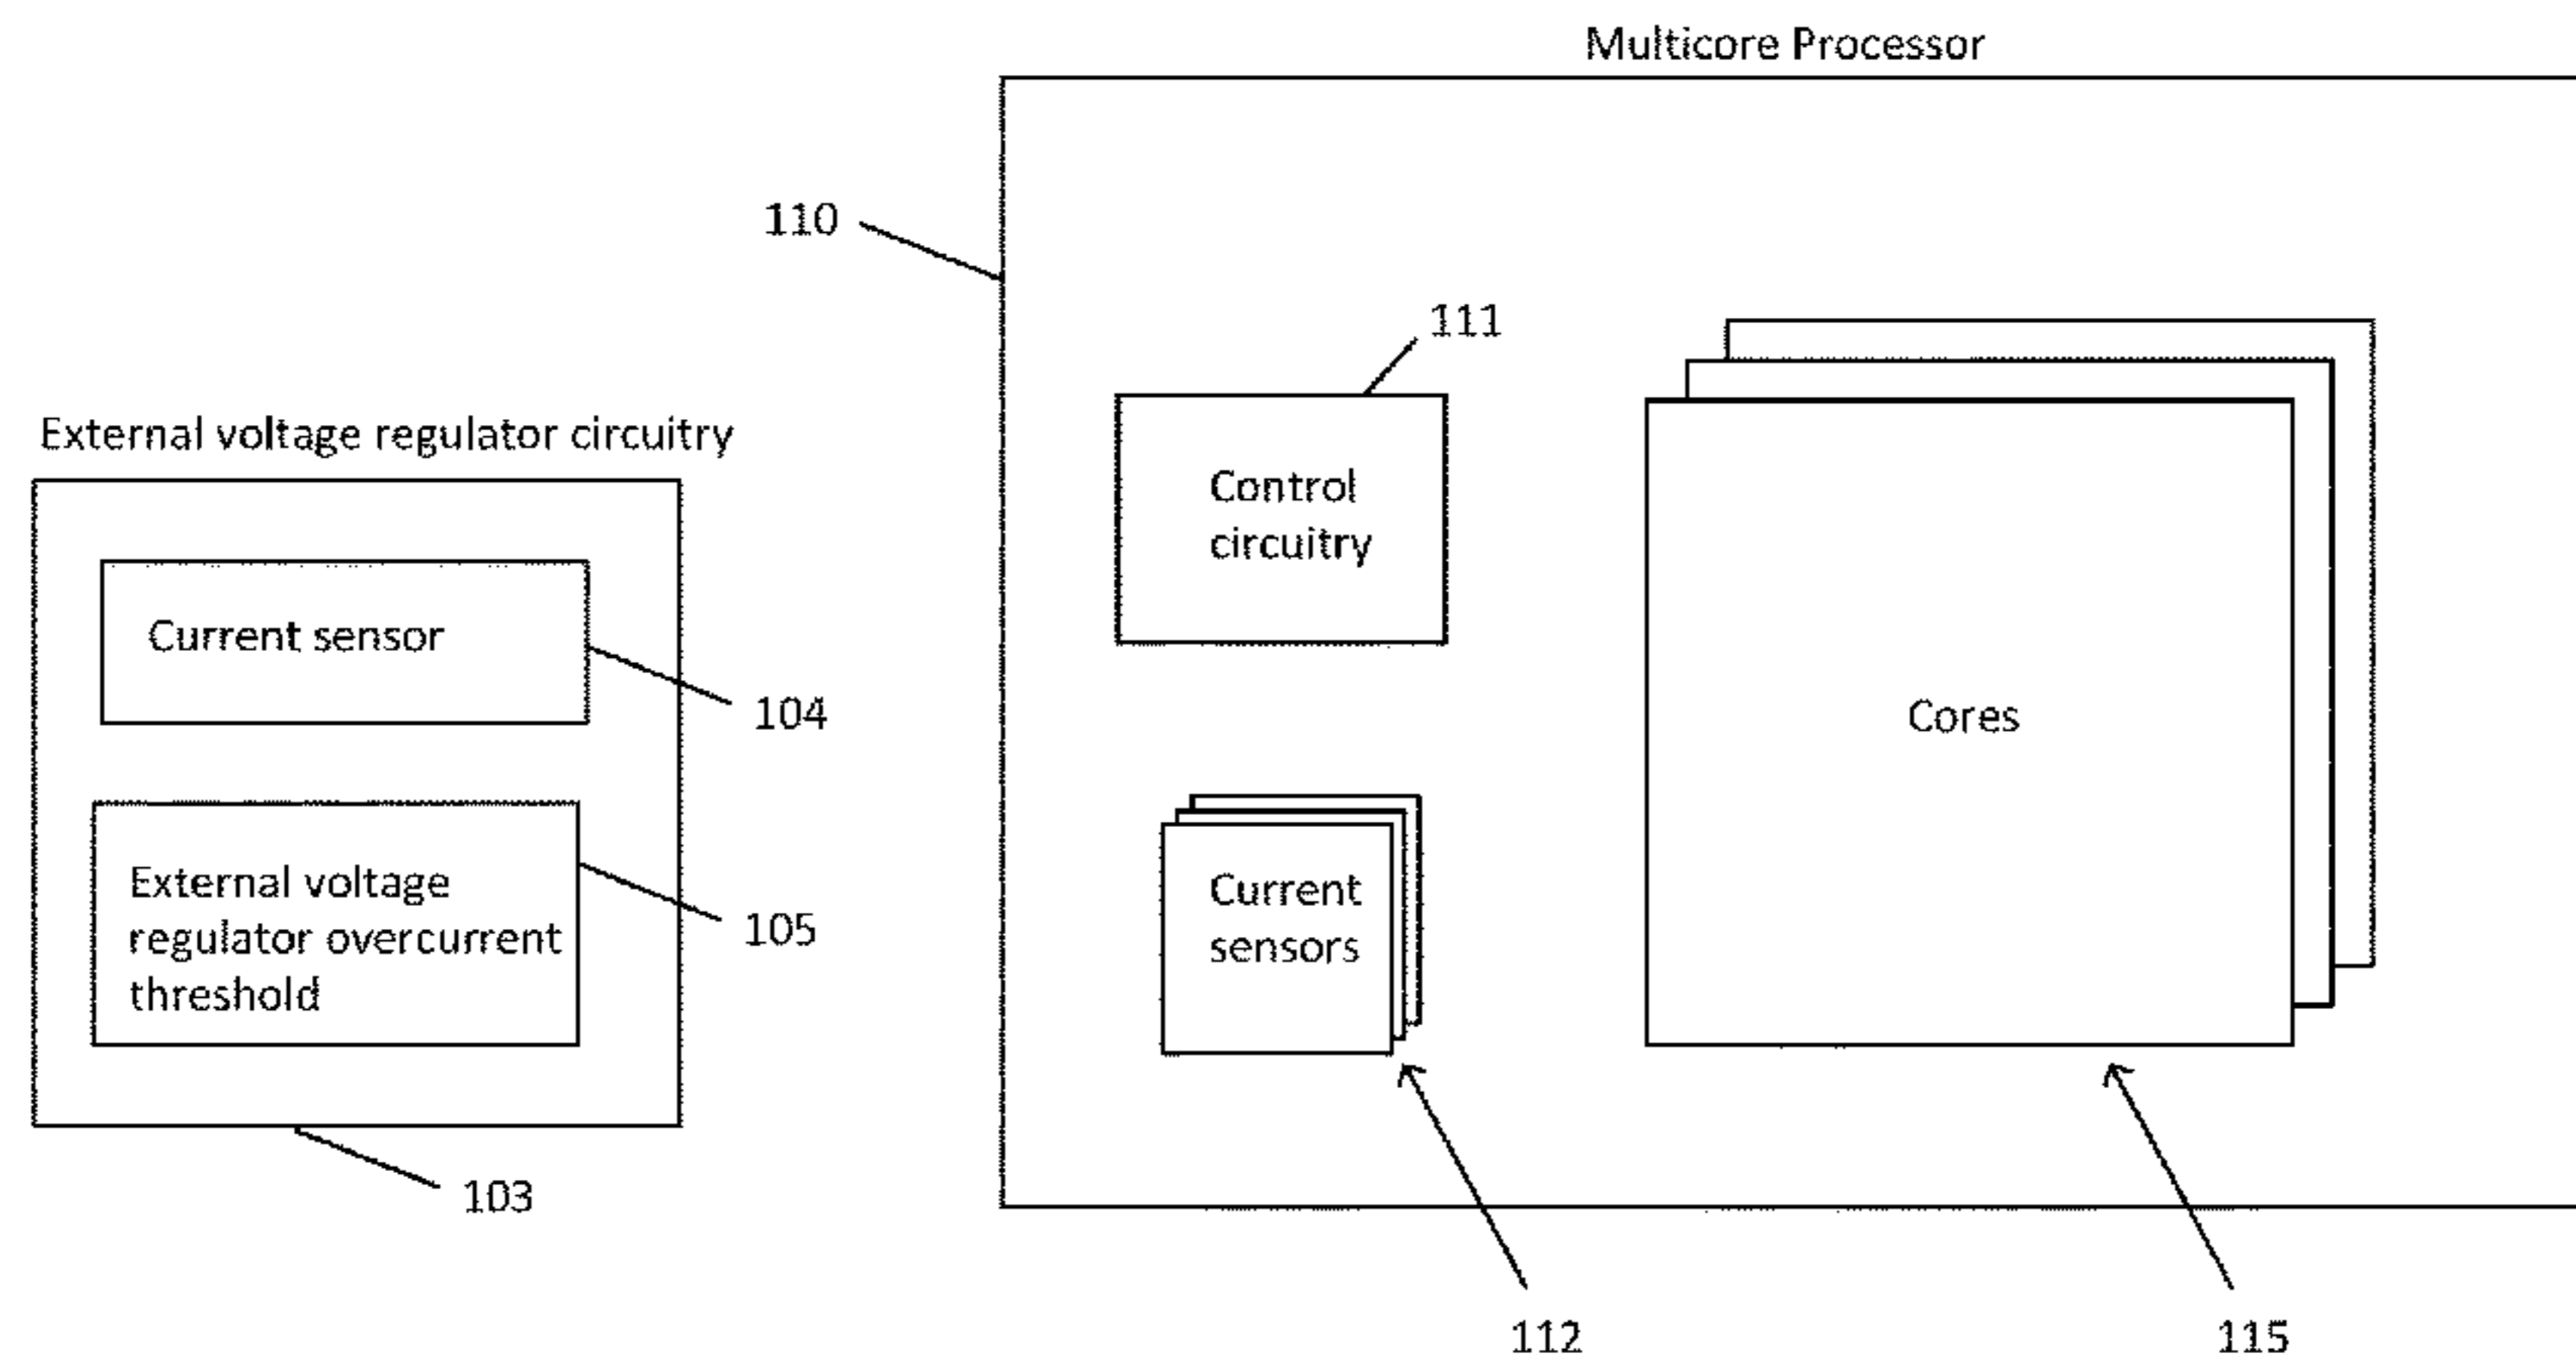 Multicore Processor
110
111
External voltage regulator circuitry
Control
circuitry
Current sensor
104
Cores
External voltage
regulator overcurrent
threshold
105
Current
sensors
103
112
115